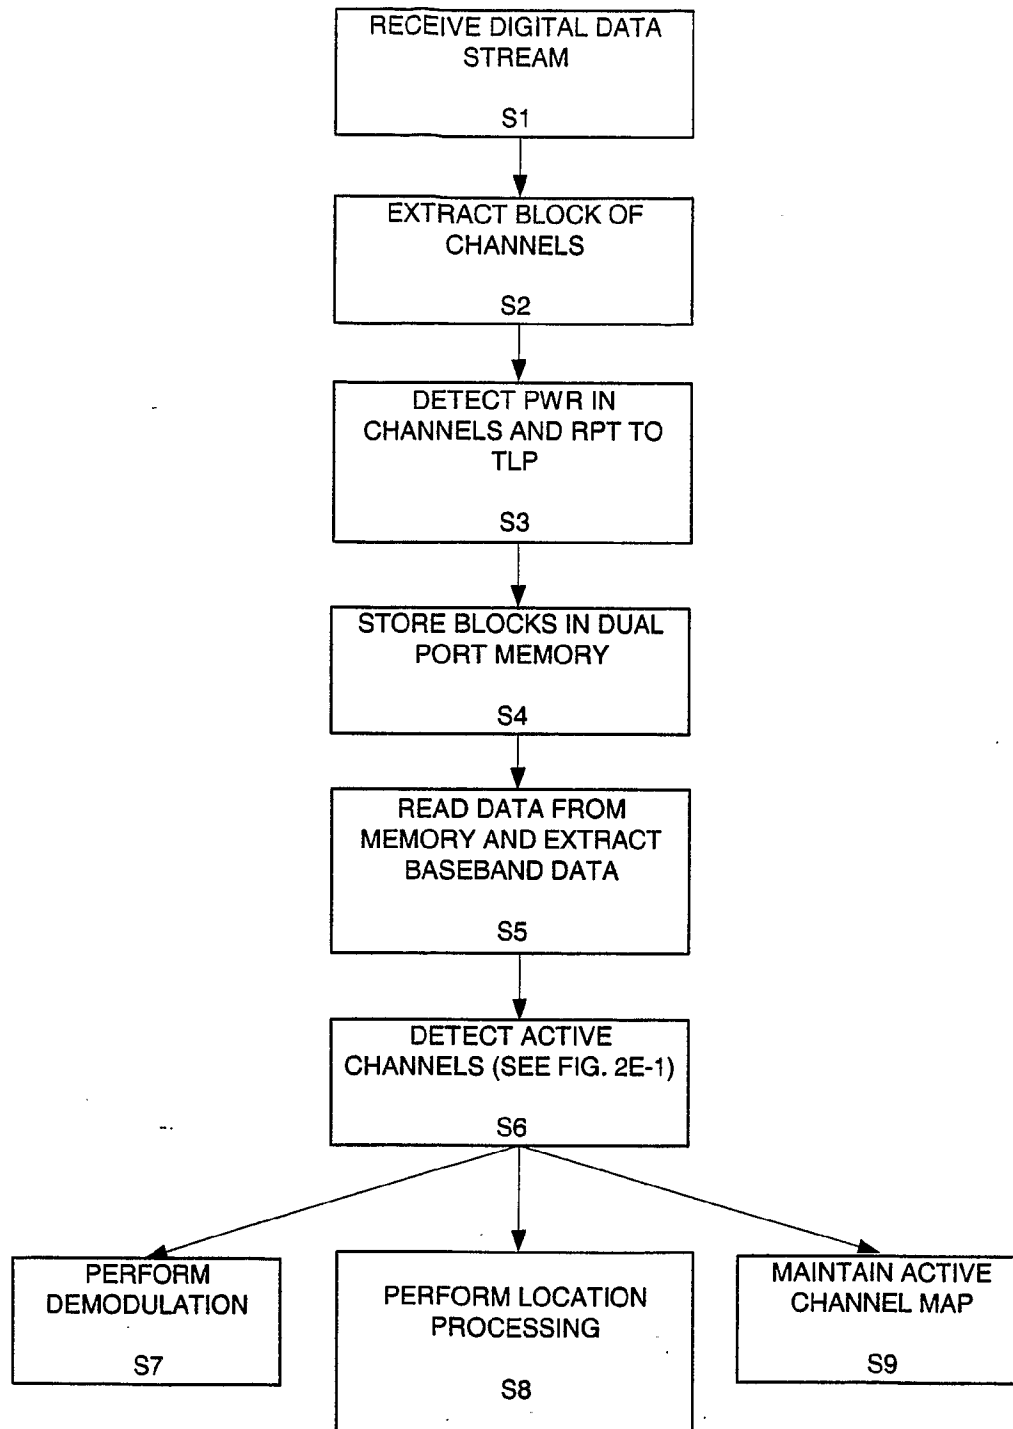 RECEIVE DIGITAL DATA
STREAM
S1
EXTRACT BLOCK OF
CHANNELS
S2
DETECT PWR IN
CHANNELS AND RPT TO
TLP
S3
STORE BLOCKS IN DUAL
PORT MEMORY
S4
READ DATA FROM
MEMORY AND EXTRACT
BASEBAND DATA
S5
DETECT ACTIVE
CHANNELS (SEE FIG. 2E-1)
S6
PERFORM
DEMODULATION
S7
PERFORM LOCATION
PROCESSING
S8
MAINTAIN ACTIVE
CHANNEL MAP
S9